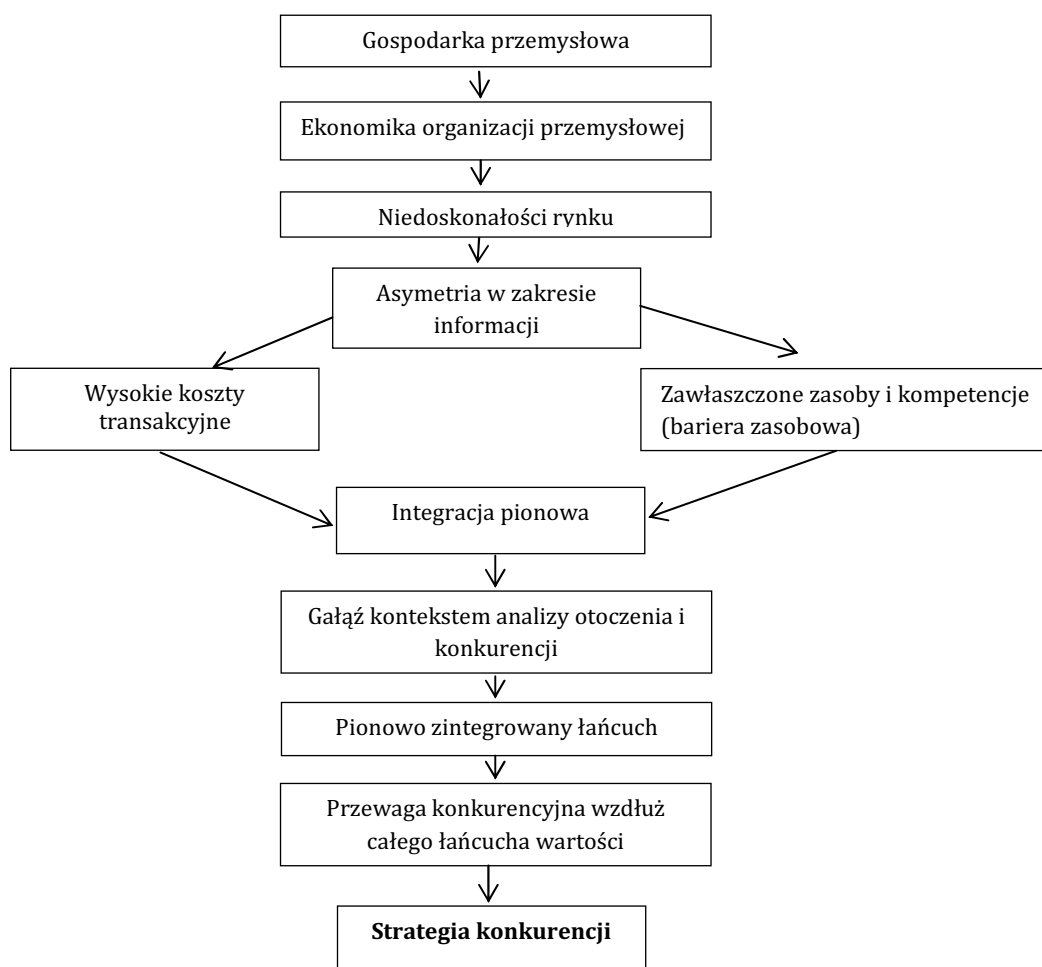 Gospodarka przemysłowa
Ekonomika organizacji przemysłowej
Niedoskonałości rynku
Asymetria w zakresie
informacji
Wysokie koszty
transakcyjne
Zawłaszczone zasoby i kompetencje
(bariera zasobowa)
Integracja pionowa
Gałąź kontekstem analizy otoczenia i
konkurencji
Pionowo zintegrowany łańcuch
Przewaga konkurencyjna wzdłuż
całego łańcucha wartości
Strategia konkurencji